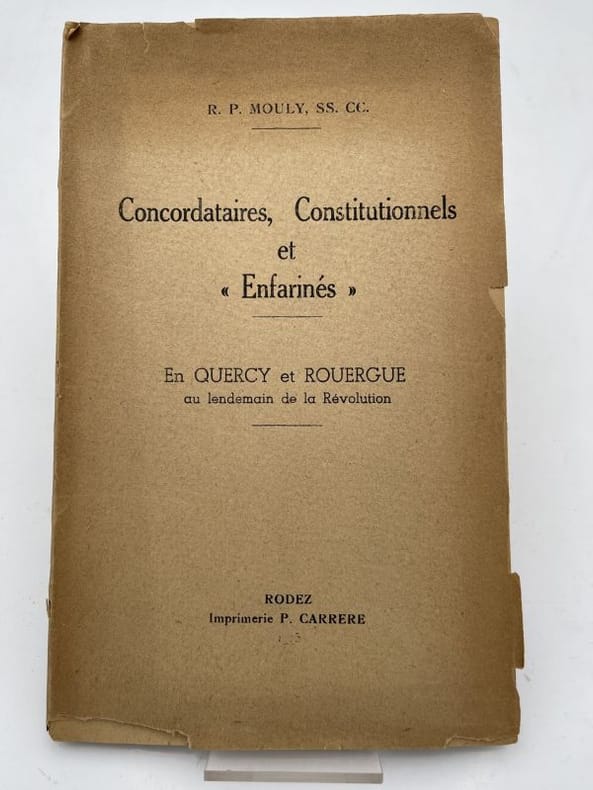 R. P. MOULY, SS. CC.
Concordataires, Constitutionnels
et
« Enfarinés »
En QUERCY et ROUERGUE
au lendemain de la Révolution
RODEZ
Imprimerie P. CARRERE